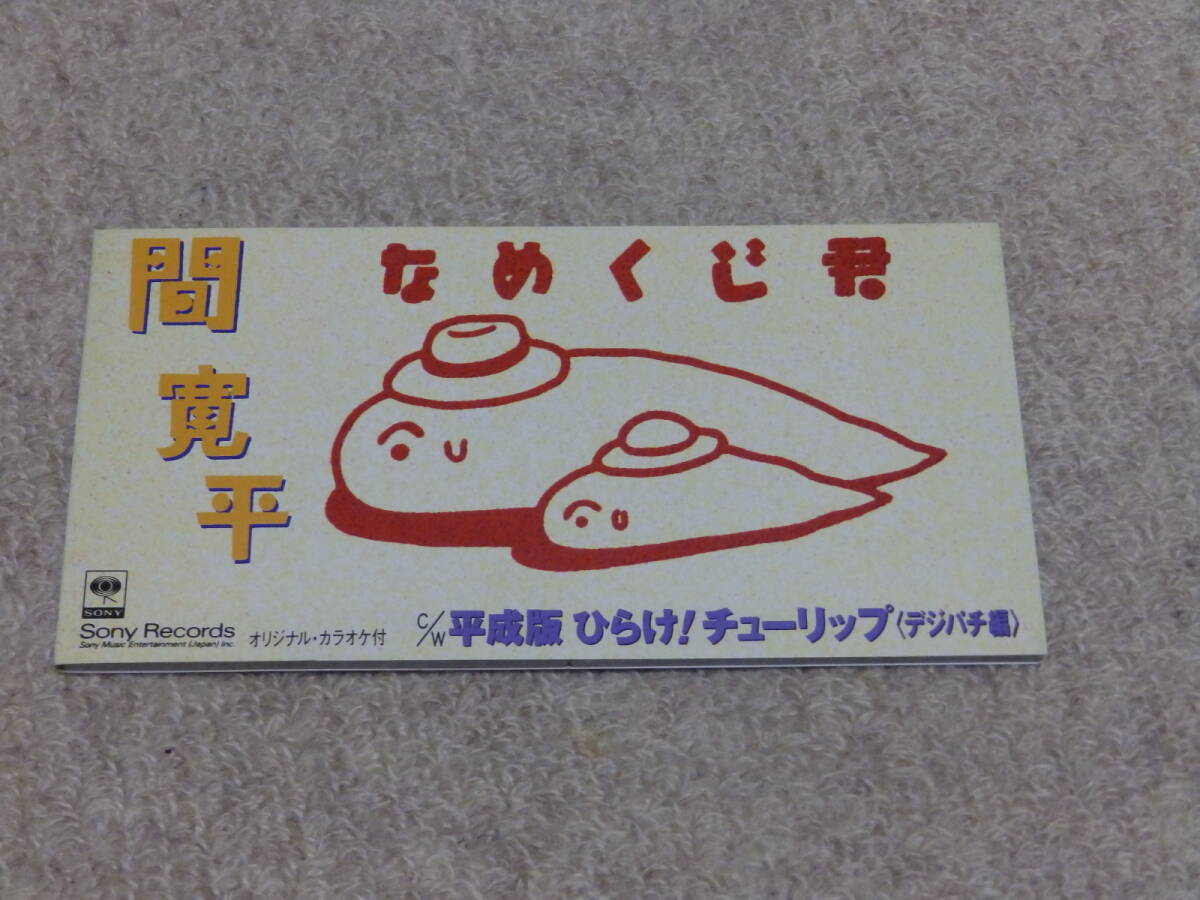 間寛平
なめくじ君
SONY
Sony Records
Sony Music Entertainment (Japan) Inc.
オリジナル・カラオケ付
C/W 平成版 ひらけ!チューリップ〈デジパチ編〉